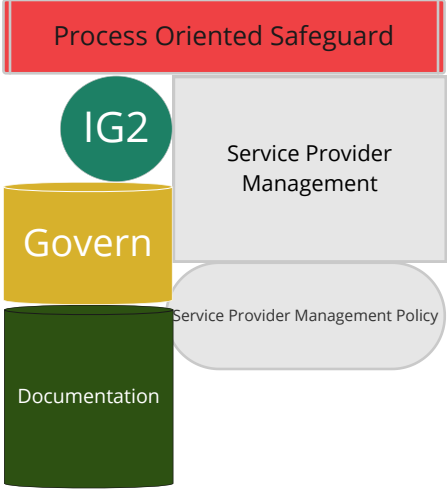 Process Oriented Safeguard
IG2
Service Provider
Management
Govern
Service Provider Management Policy
Documentation